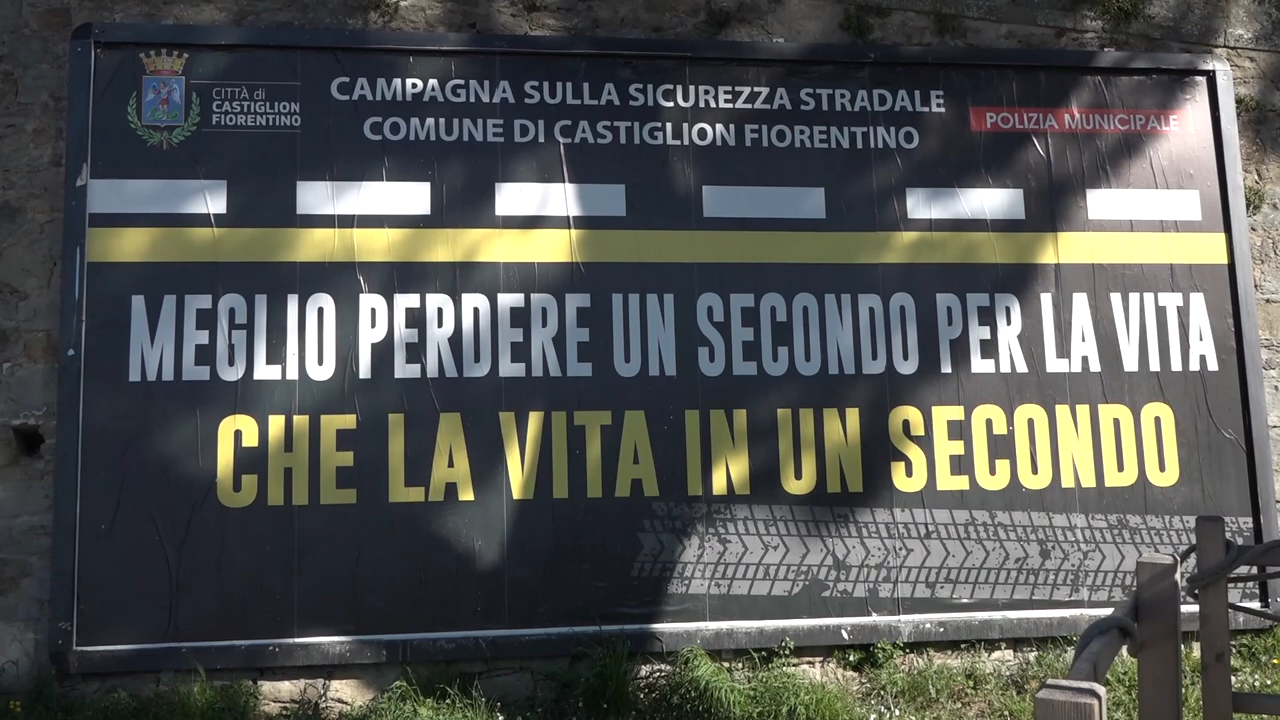 CITTÀ di
CASTIGLION
FIORENTINO
CAMPAGNA SULLA SICUREZZA STRADALE
COMUNE DI CASTIGLION FIORENTINO
POLIZIA MUNICIPALE
MEGLIO PERDERE UN SECONDO PER LA VITA
CHE LA VITA IN UN SECONDO